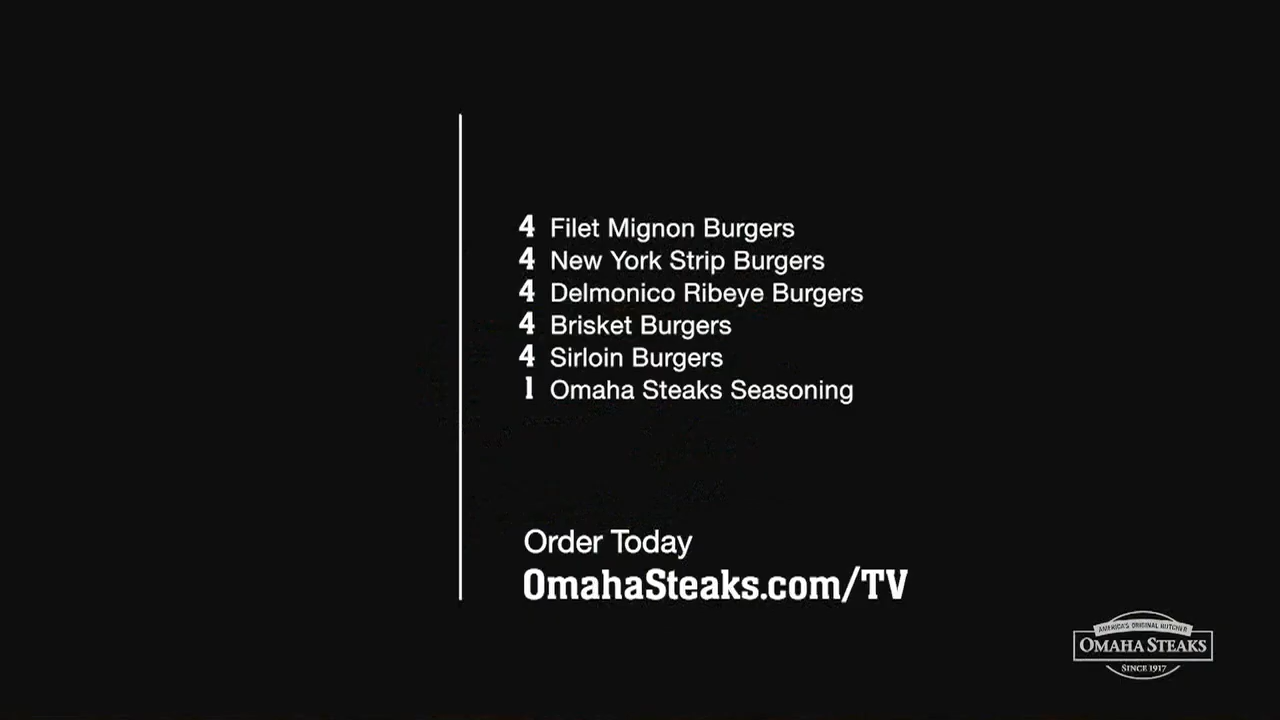 4 Filet Mignon Burgers
4 New York Strip Burgers
4 Delmonico Ribeye Burgers
4 Brisket Burgers
4 Sirloin Burgers
1 Omaha Steaks Seasoning
Order Today
OmahaSteaks.com/TV
AMERICA'S ORIGINAL BUTCHER
OMAHA STEAKS
SINCE 1917